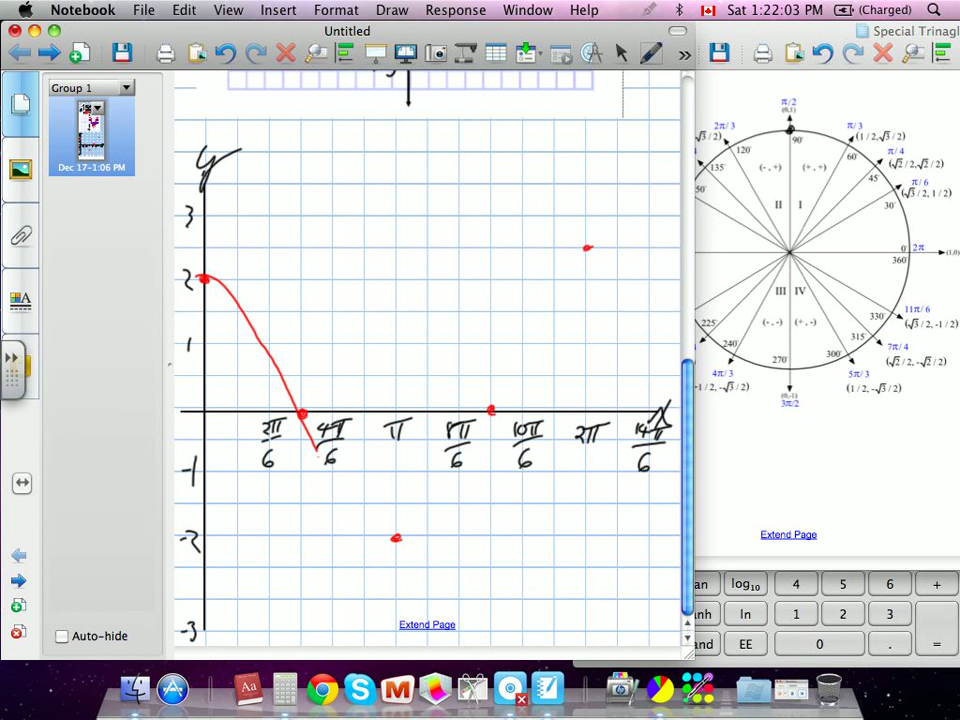 Notebook File Edit View Insert Format Draw Response Window Help Sat 1:22:03 PM (Charged)
Untitled
Special Trinagl
Group 1
Dec 17-1:06 PM
Auto-hide
y
3
2
1
-1
-2
-3
2π/6 4π/6 π 8π/6 10π/6 2π 14π/6
Extend Page
π/2
(0,1)
90°
2π/3
120°
135°
π/3
(1/2,√3/2)
60°
π/4
(√2/2,√2/2)
45°
π/6
(√3/2,1/2)
30°
(-,+) (+,+)
II I
0° 2π
360° (1,0)
III IV
(-,-) (+,-)
11π/6
330° (√3/2,-1/2)
225° 315° 7π/4
(√2/2,-√2/2)
240° 300°
4π/3 270° 5π/3
-1/2,-√3/2) (0,-1) (1/2,-√3/2)
3π/2
Extend Page
log10 4 5 6 +
ln 1 2 3
EE 0 . =